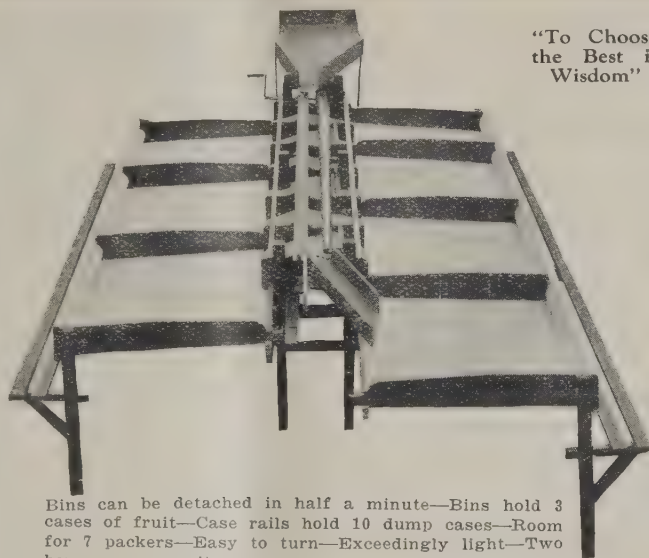 "To Choos
the Best i
Wisdom"
Bins can be detached in half a minute—Bins hold 3
cases of fruit—Case rails hold 10 dump cases—Room
for 7 packers—Easy to turn—Exceedingly light—Two